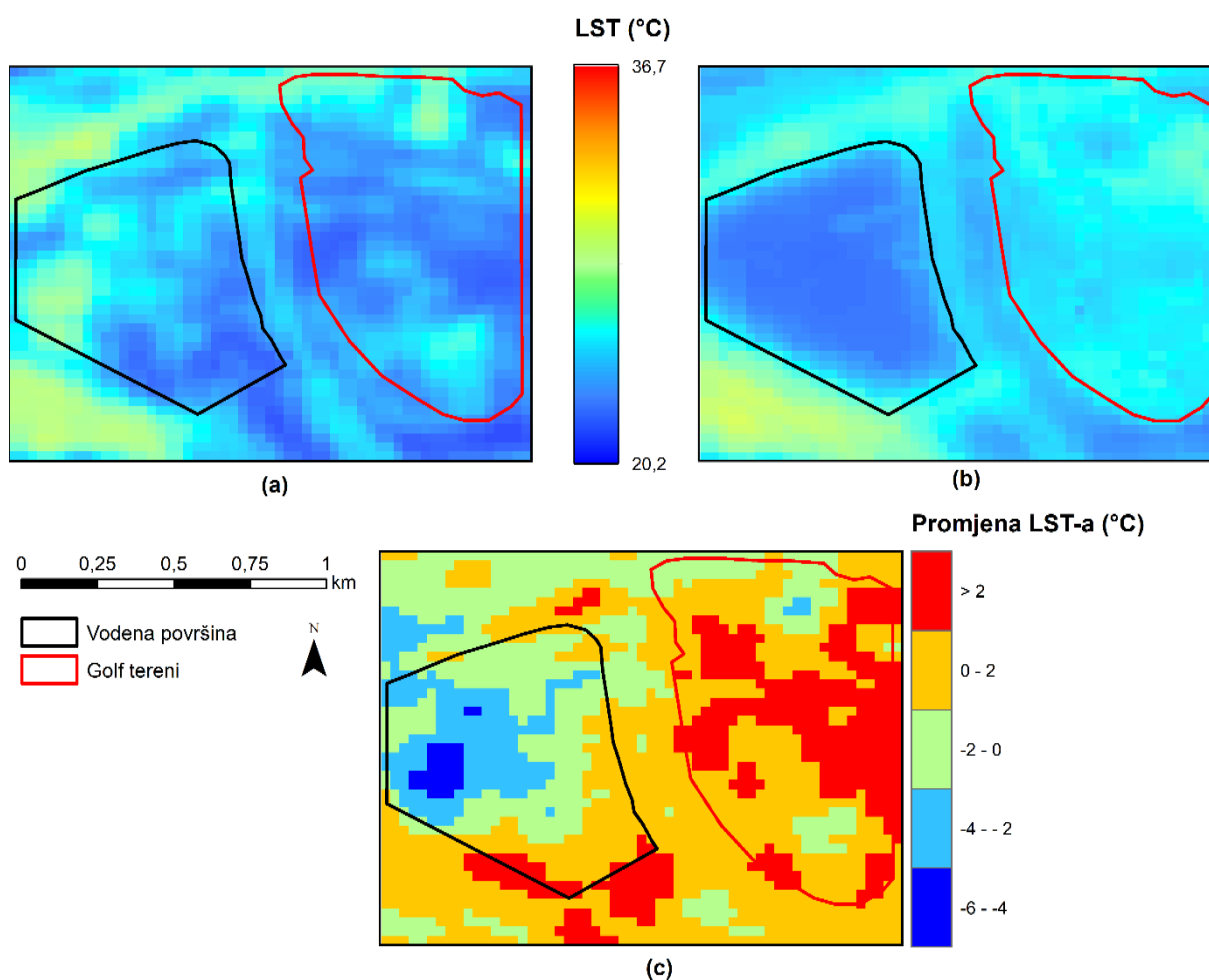 LST (°C)
36,7
20,2
(a)
(b)
Promjena LST-a (°C)
0 0,25 0,5 0,75 1
km
Vodena površina
Golf tereni
N
> 2
0 - 2
-2 - 0
-4 - -2
-6 - -4
(c)